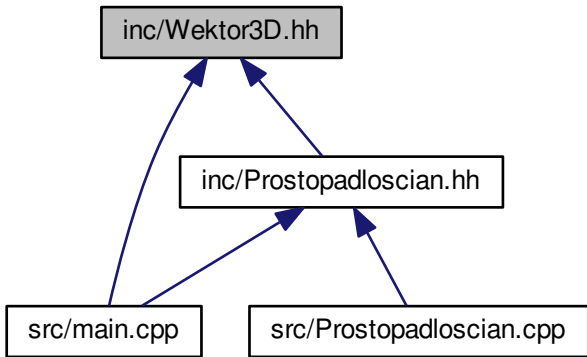 inc/Wektor3D.hh
inc/Prostopadloscian.hh
src/main.cpp
src/Prostopadloscian.cpp